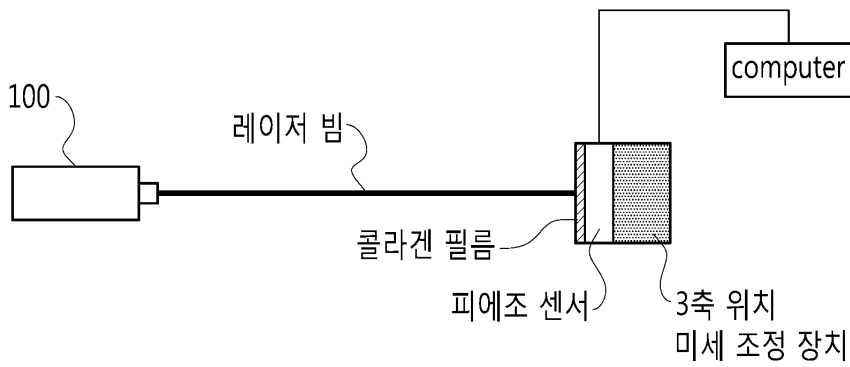 computer
100
레이저 빔
콜라겐 필름
피에조 센서
3축 위치
미세 조정 장치